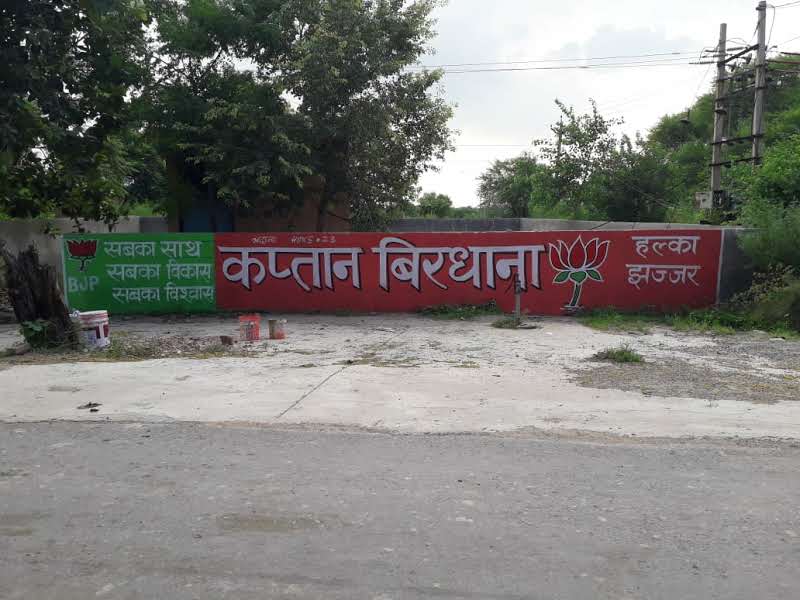 BJP
सबका साथ
सबका विकास
सबका विश्वास
कप्तान बिरधाना
हल्का
झज्जर